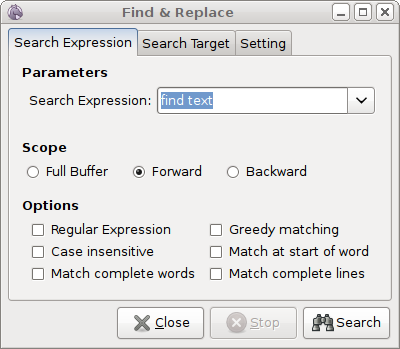 Find & Replace
Search Expression Search Target Setting
Parameters
Search Expression: find text
Scope
Full Buffer Forward Backward
Options
Regular Expression Greedy matching
Case insensitive Match at start of word
Match complete words Match complete lines
Close Stop Search